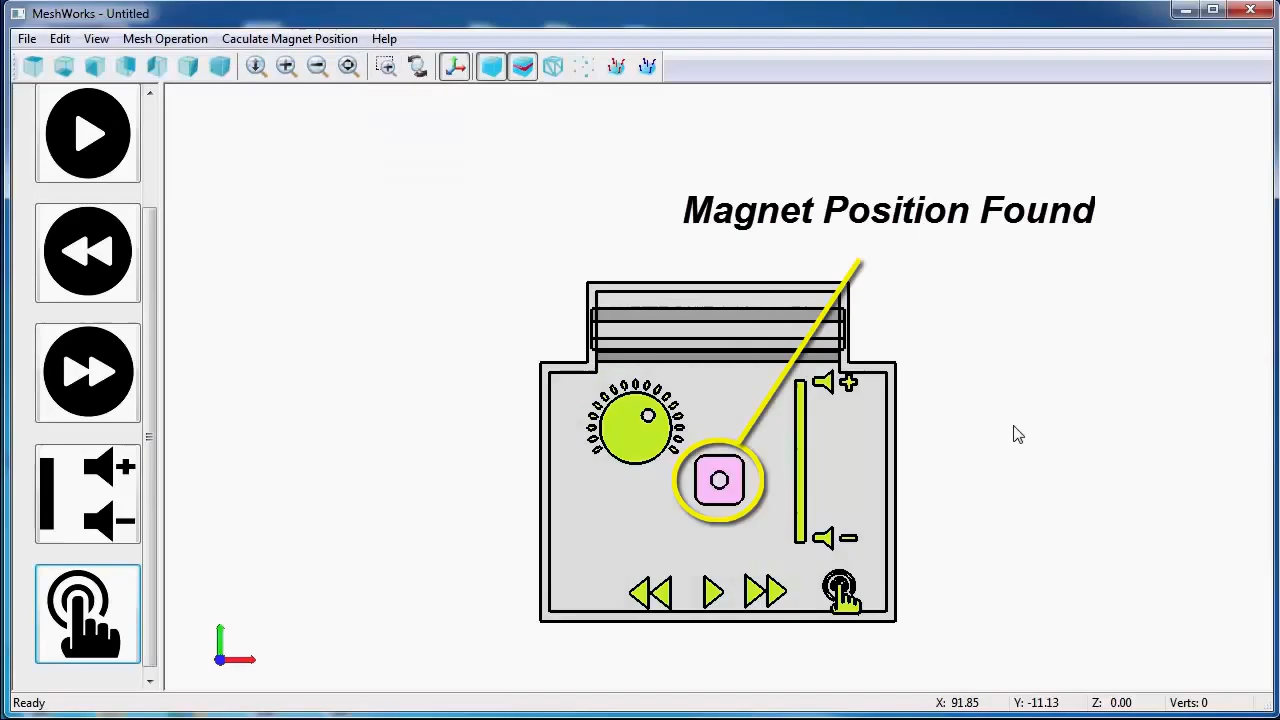 MeshWorks - Untitled
File Edit View Mesh Operation Caculate Magnet Position Help
Magnet Position Found
Ready X: 91.85 Y: -11.13 Z: 0.00 Verts: 0